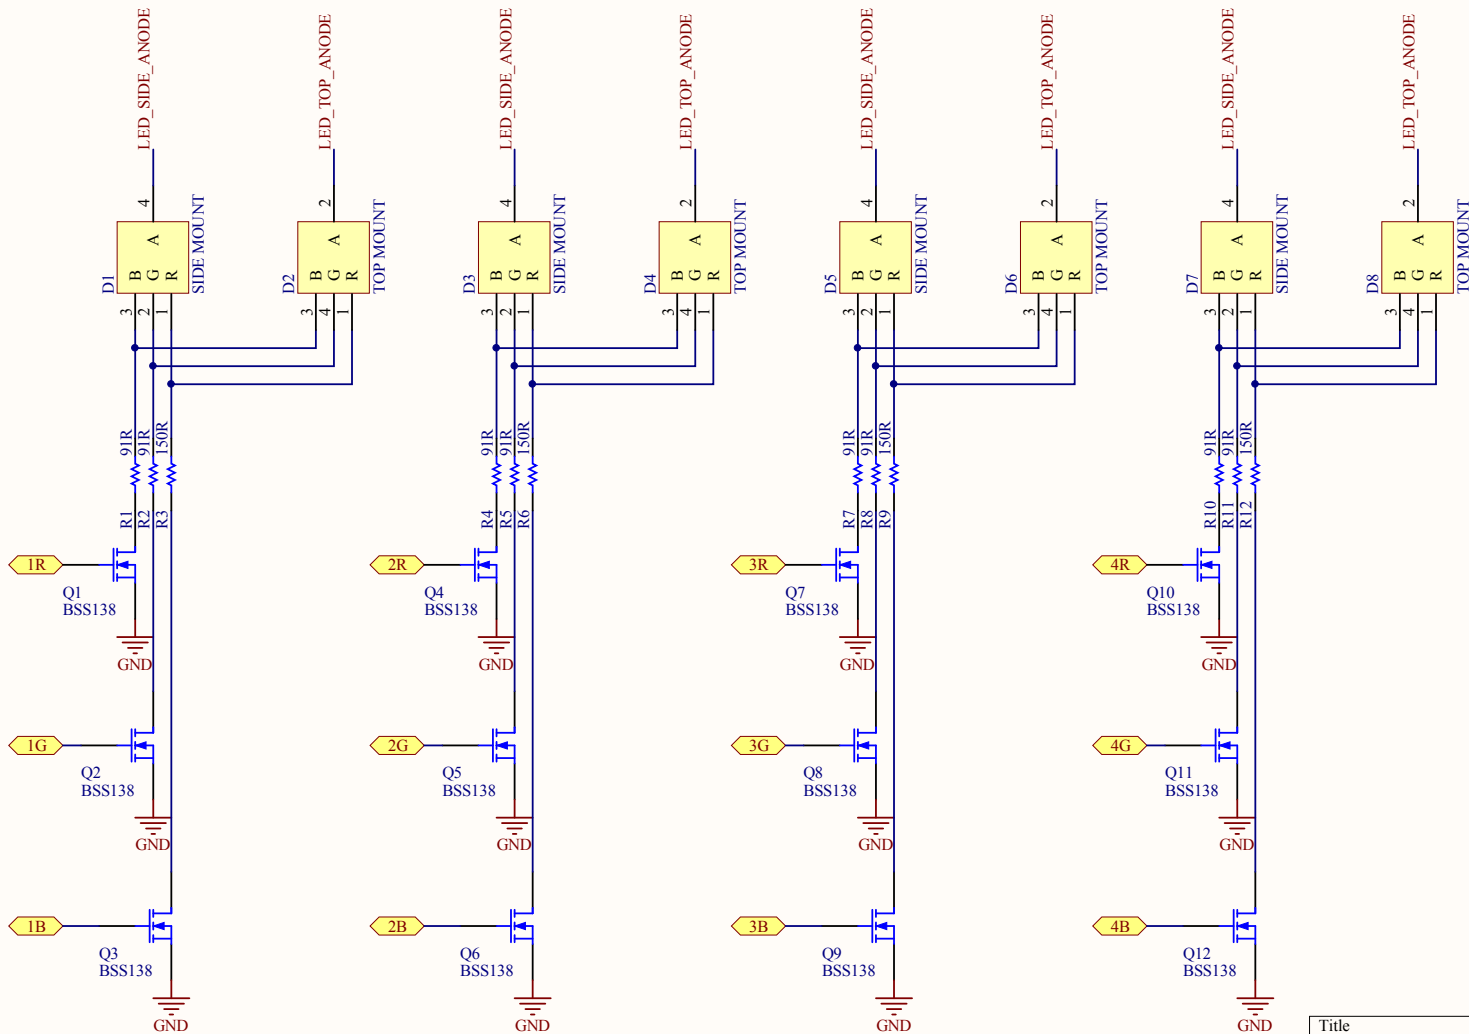 LED_SIDE_ANODE
LED_TOP_ANODE
LED_SIDE_ANODE
LED_TOP_ANODE
LED_SIDE_ANODE
LED_TOP_ANODE
LED_SIDE_ANODE
LED_TOP_ANODE
4
2
4
2
4
2
4
2
D1
B G R
A
SIDE MOUNT
D2
B G R
A
TOP MOUNT
D3
B G R
A
SIDE MOUNT
D4
B G R
A
TOP MOUNT
D5
B G R
A
SIDE MOUNT
D6
B G R
A
TOP MOUNT
D7
B G R
A
SIDE MOUNT
D8
B G R
A
TOP MOUNT
3 2 1
3 4 1
3 2 1
3 4 1
3 2 1
3 4 1
3 2 1
3 4 1
91R
91R
150R
91R
91R
150R
91R
91R
150R
91R
91R
150R
R1
R2
R3
R4
R5
R6
R7
R8
R9
R10
R11
R12
1R
Q1
BSS138
GND
2R
Q4
BSS138
GND
3R
Q7
BSS138
GND
4R
Q10
BSS138
GND
1G
Q2
BSS138
GND
2G
Q5
BSS138
GND
3G
Q8
BSS138
GND
4G
Q11
BSS138
GND
1B
Q3
BSS138
GND
2B
Q6
BSS138
GND
3B
Q9
BSS138
GND
4B
Q12
BSS138
GND
Title